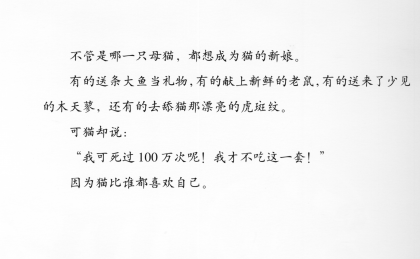 不管是哪一只母猫，都想成为猫的新娘。
有的送条大鱼当礼物，有的献上新鲜的老鼠，有的送来了少见
的木天蓼，还有的去舔猫那漂亮的虎斑纹。
可猫却说：
“我可死过100万次呢！我才不吃这一套！”
因为猫比谁都喜欢自己。